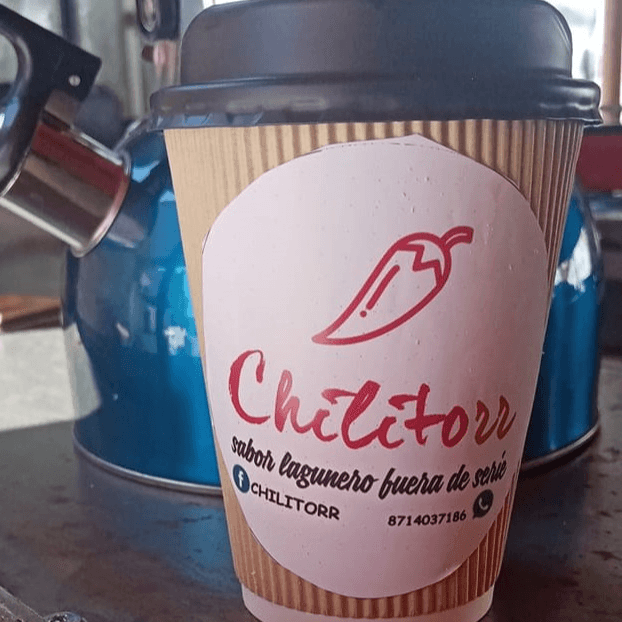 Chilitorr
sabor lagunero fuera de serie
CHILITORR
8714037186